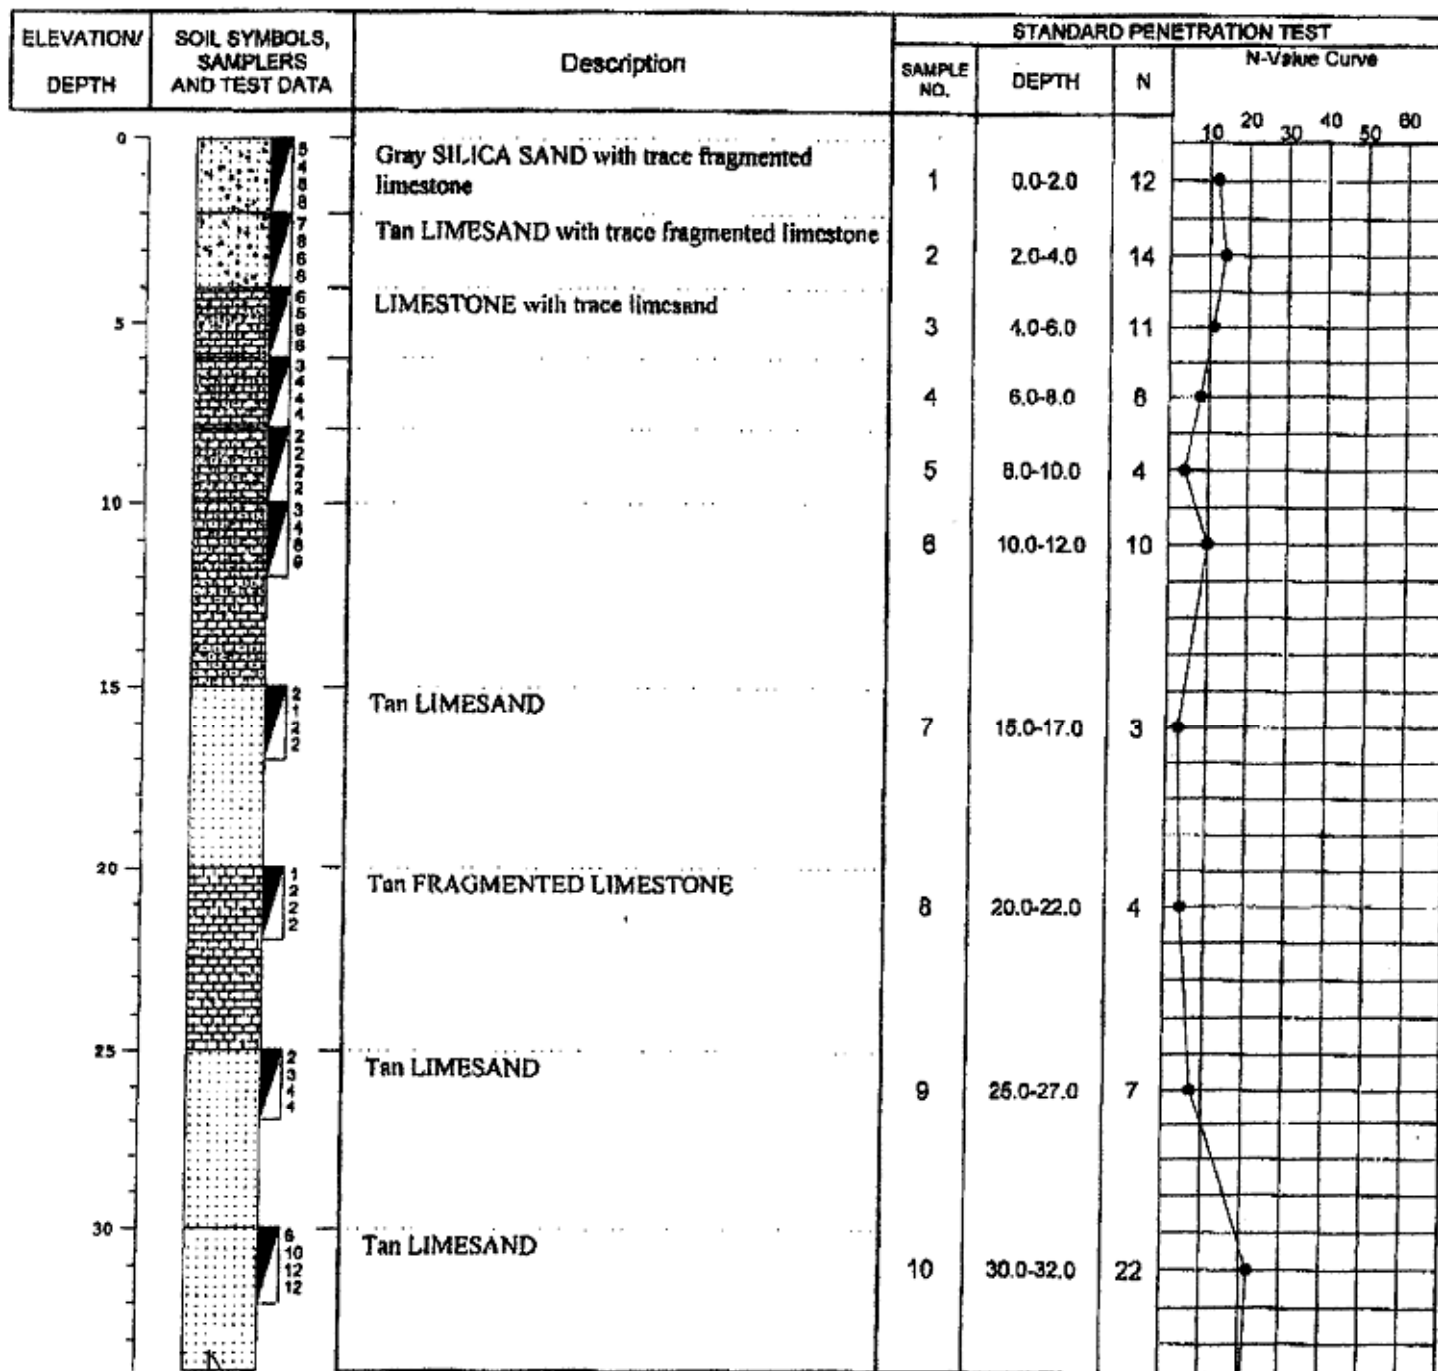 ELEVATION/ DEPTH
SOIL SYMBOLS, SAMPLERS AND TEST DATA
Description
STANDARD PENETRATION TEST
SAMPLE NO.
DEPTH
N
N-Value Curve
10 20 30 40 50 60
0
5
4
8
8
Gray SILICA SAND with trace fragmented
limestone
1 0.0-2.0 12
7
8
6
8
Tan LIMESAND with trace fragmented limestone
2 2.0-4.0 14
5
6
5
6
6
LIMESTONE with trace limesand
3 4.0-6.0 11
3
4
4
4
4 6.0-8.0 8
2
2
2
2
5 8.0-10.0 4
10
3
4
6 10.0-12.0 10
15
2
1
2
2
Tan LIMESAND
7 15.0-17.0 3
20
1
2
2
2
Tan FRAGMENTED LIMESTONE
8 20.0-22.0 4
25
2
3
4
4
Tan LIMESAND
9 25.0-27.0 7
30
10
12
12
Tan LIMESAND
10 30.0-32.0 22